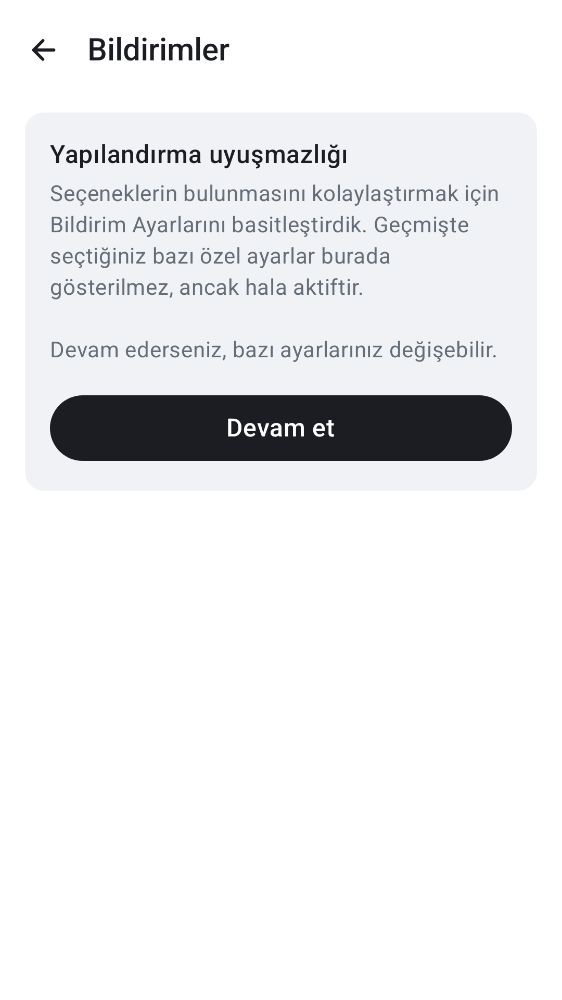 Bildirimler
Yapılandırma uyuşmazlığı
Seçeneklerin bulunmasını kolaylaştırmak için
Bildirim Ayarlarını basitleştirdik. Geçmişte
seçtiğiniz bazı özel ayarlar burada
gösterilmez, ancak hala aktiftir.
Devam ederseniz, bazı ayarlarınız değişebilir.
Devam et